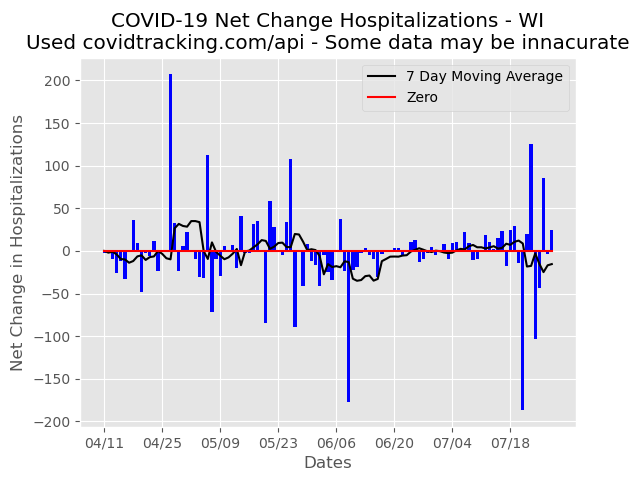 COVID-19 Net Change Hospitalizations - WI
Used covidtracking.com/api - Some data may be innacurate
7 Day Moving Average
Zero
Net Change in Hospitalizations
200
150
100
50
0
−50
−100
−150
−200
04/11 04/25 05/09 05/23 06/06 06/20 07/04 07/18
Dates